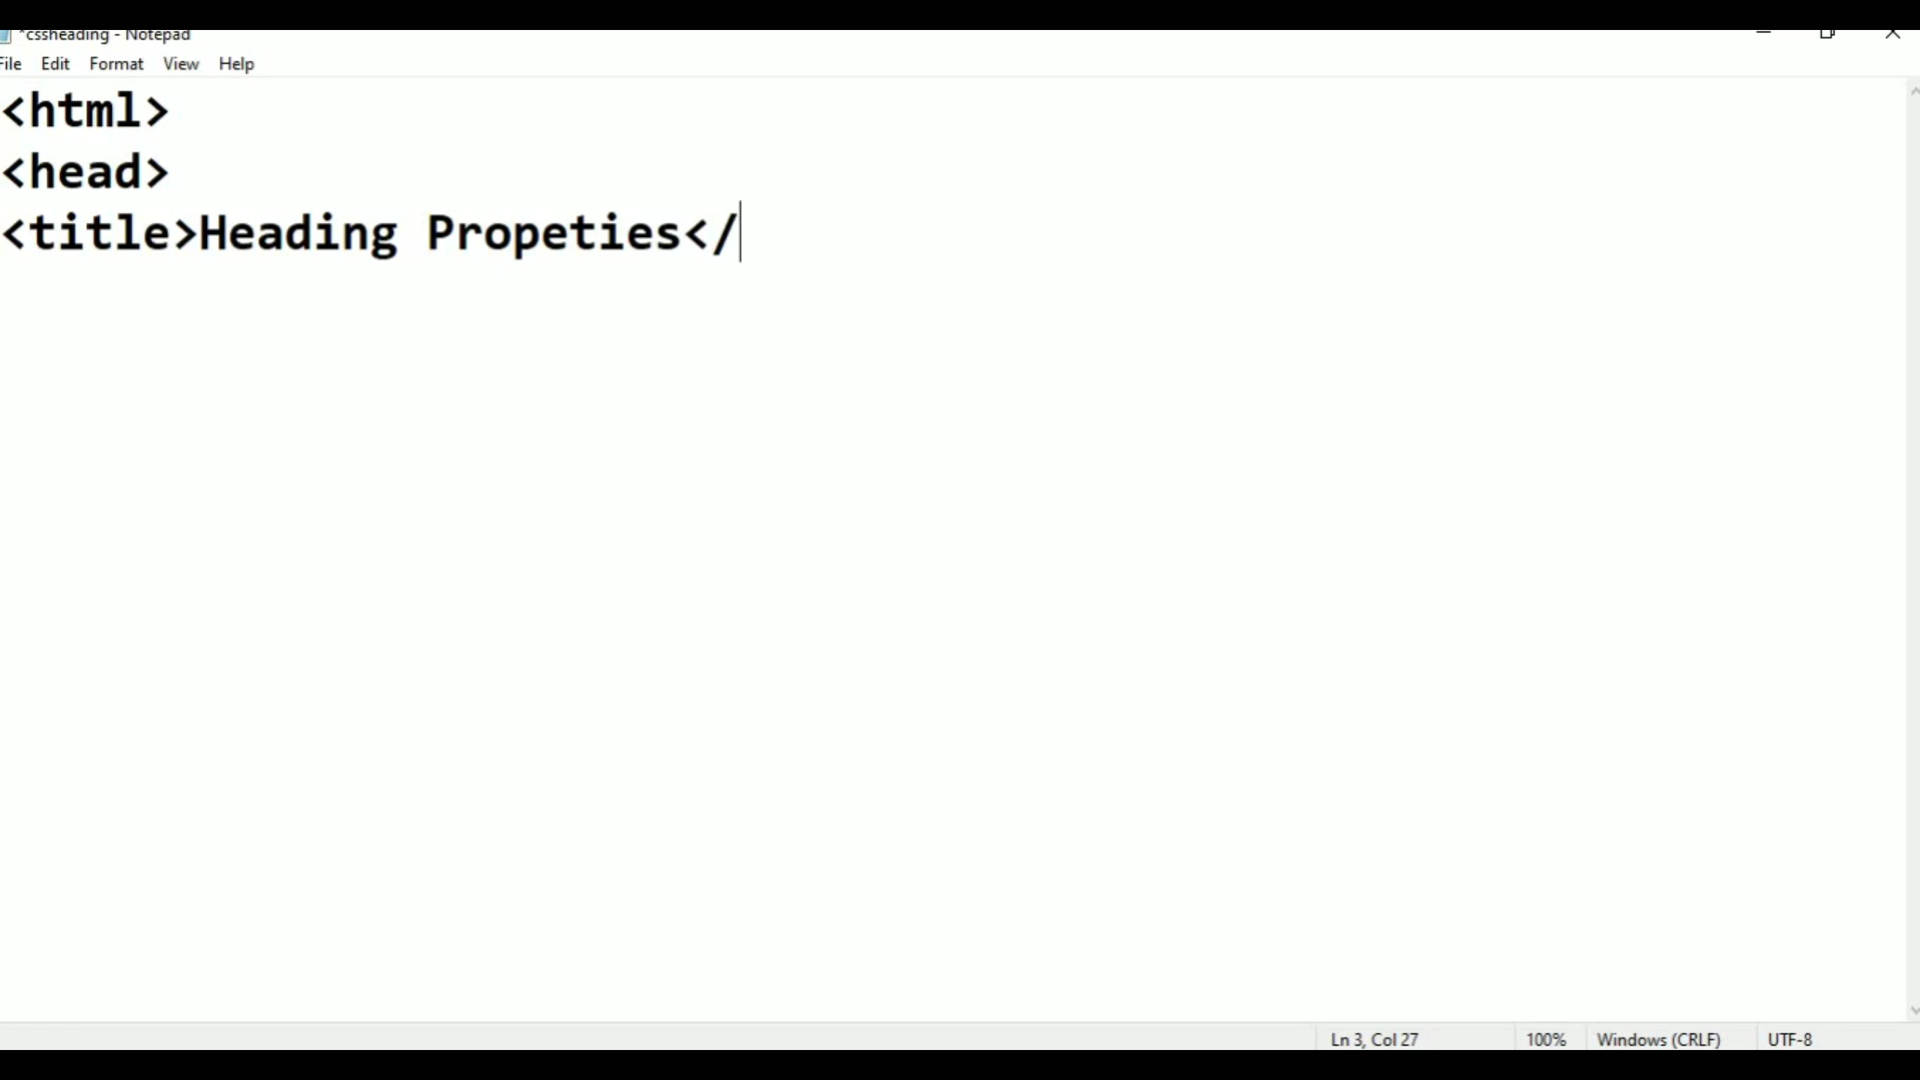 *cssheading - Notepad
File Edit Format View Help
<html>
<head>
<title>Heading Propeties</
Ln 3, Col 27 100% Windows (CRLF) UTF-8